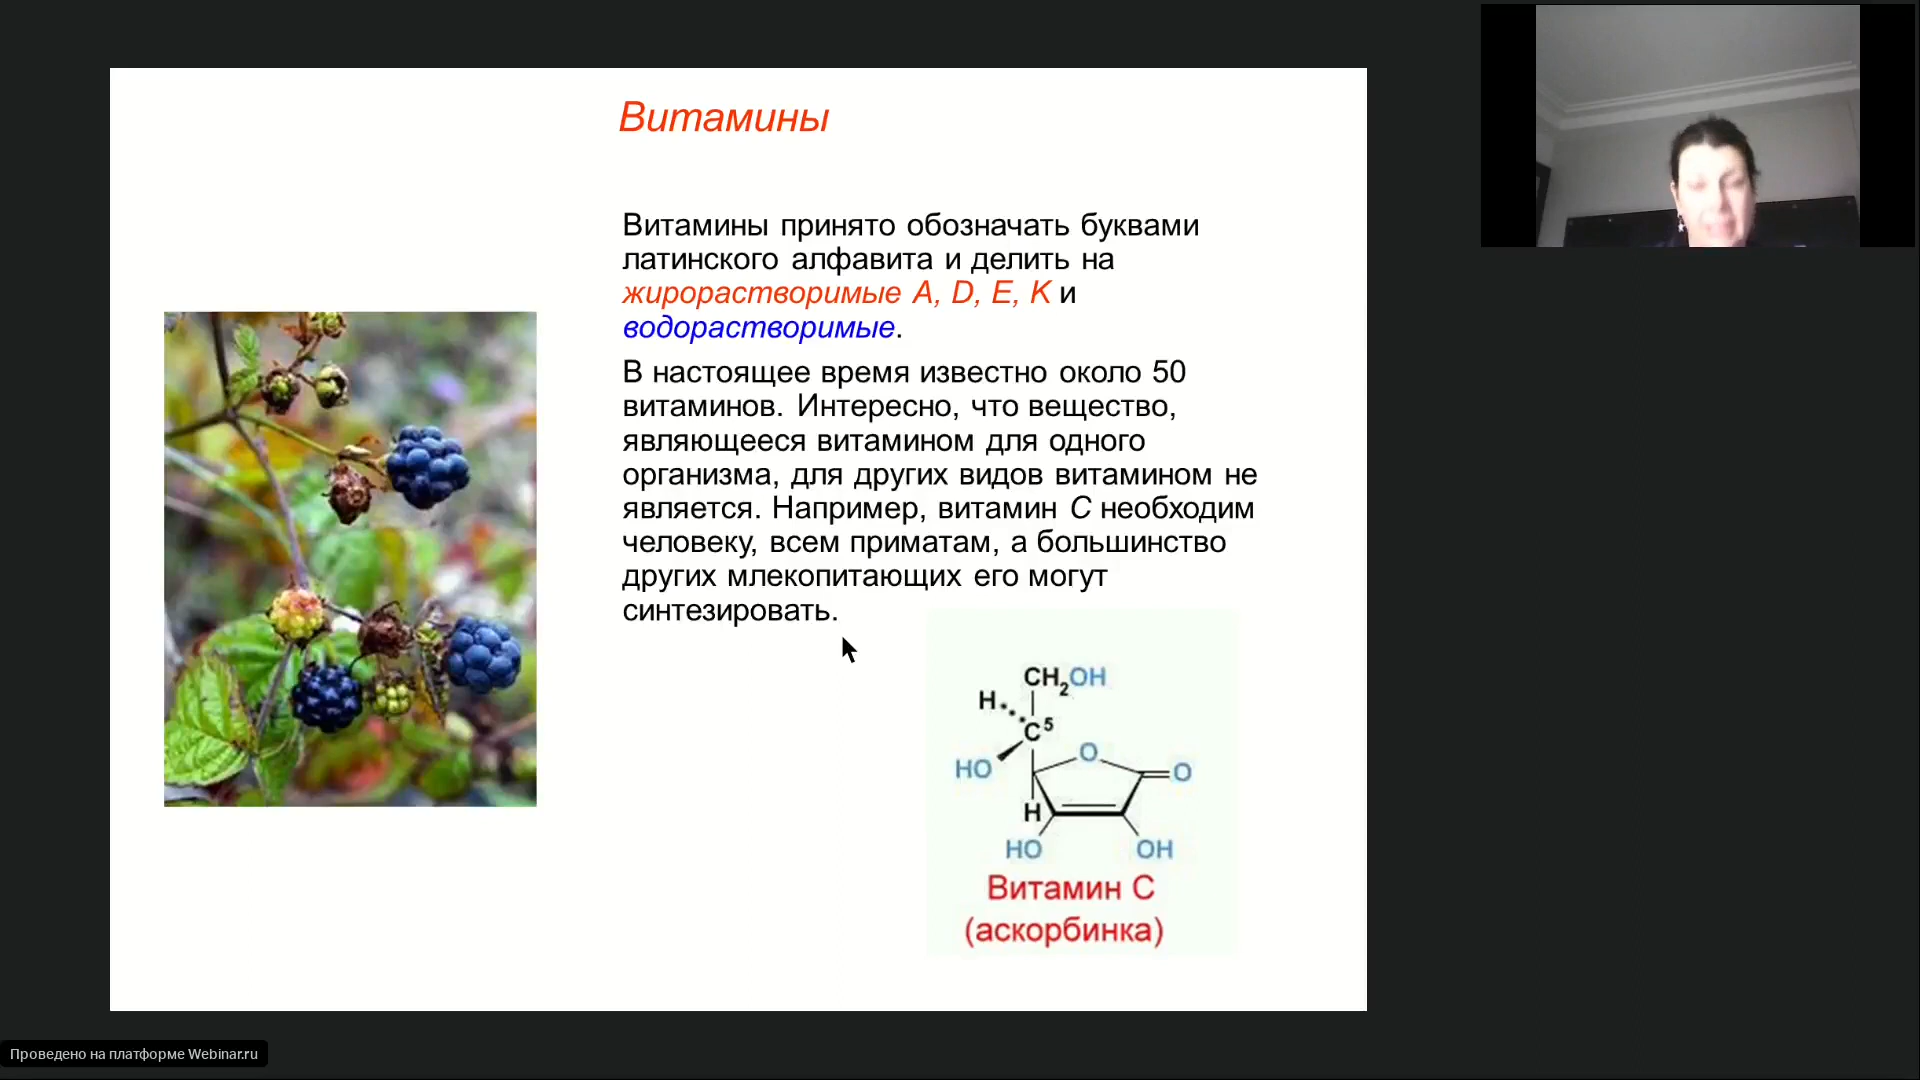 Витамины
Витамины принято обозначать буквами
латинского алфавита и делить на
жирорастворимые A, D, E, K и
водорастворимые.
В настоящее время известно около 50
витаминов. Интересно, что вещество,
являющееся витамином для одного
организма, для других видов витамином не
является. Например, витамин С необходим
человеку, всем приматам, а большинство
других млекопитающих его могут
синтезировать.
CH₂OH
H
C⁵
O
HO
O
H
HO OH
Витамин С
(аскорбинка)
Проведено на платформе Webinar.ru